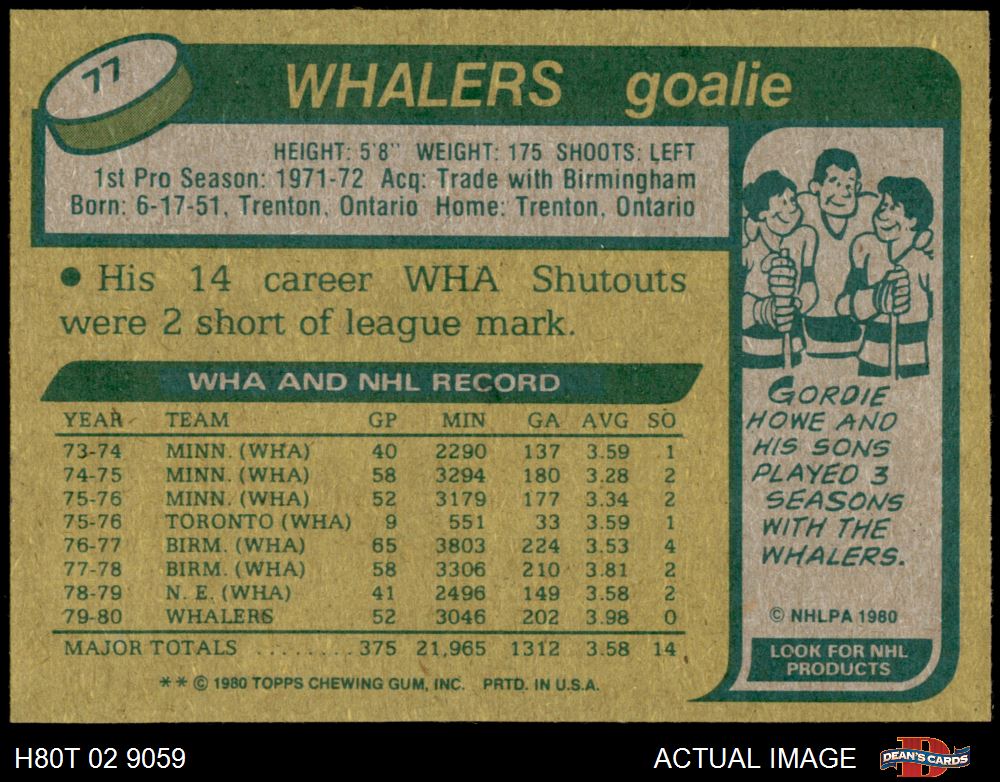 77
WHALERS goalie
HEIGHT: 5'8" WEIGHT: 175 SHOOTS: LEFT
1st Pro Season: 1971-72 Acq: Trade with Birmingham
Born: 6-17-51, Trenton, Ontario Home: Trenton, Ontario
● His 14 career WHA Shutouts
were 2 short of league mark.
WHA AND NHL RECORD
YEAR TEAM GP MIN GA AVG SO
73-74 MINN. (WHA) 40 2290 137 3.59 1
74-75 MINN. (WHA) 58 3294 180 3.28 2
75-76 MINN. (WHA) 52 3179 177 3.34 2
75-76 TORONTO (WHA) 9 551 33 3.59 1
76-77 BIRM. (WHA) 65 3803 224 3.53 4
77-78 BIRM. (WHA) 58 3306 210 3.81 2
78-79 N. E. (WHA) 41 2496 149 3.58 2
79-80 WHALERS 52 3046 202 3.98 0
MAJOR TOTALS ........375 21,965 1312 3.58 14
** © 1980 TOPPS CHEWING GUM, INC. PRTD. IN U.S.A.
GORDIE
HOWE AND
HIS SONS
PLAYED 3
SEASONS
WITH THE
WHALERS.
© NHLPA 1980
LOOK FOR NHL
PRODUCTS
H80T 02 9059
ACTUAL IMAGE
DEAN'S CARDS